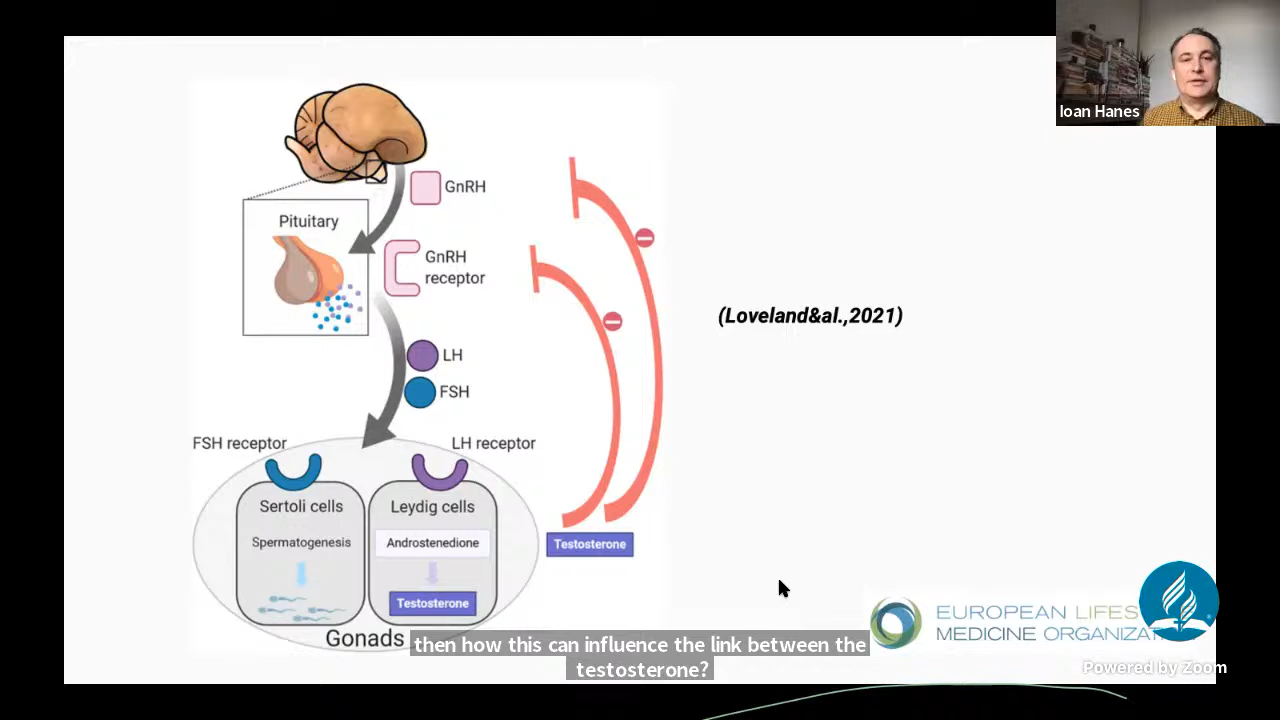 Ioan Hanes
GnRH
Pituitary
GnRH
receptor
(Loveland&al.,2021)
LH
FSH
FSH receptor
LH receptor
Sertoli cells
Leydig cells
Spermatogenesis
Androstenedione
Testosterone
Testosterone
Gonads
EUROPEAN LIFES
MEDICINE ORGANIZAT
then how this can influence the link between the
testosterone?
Powered by Zoom